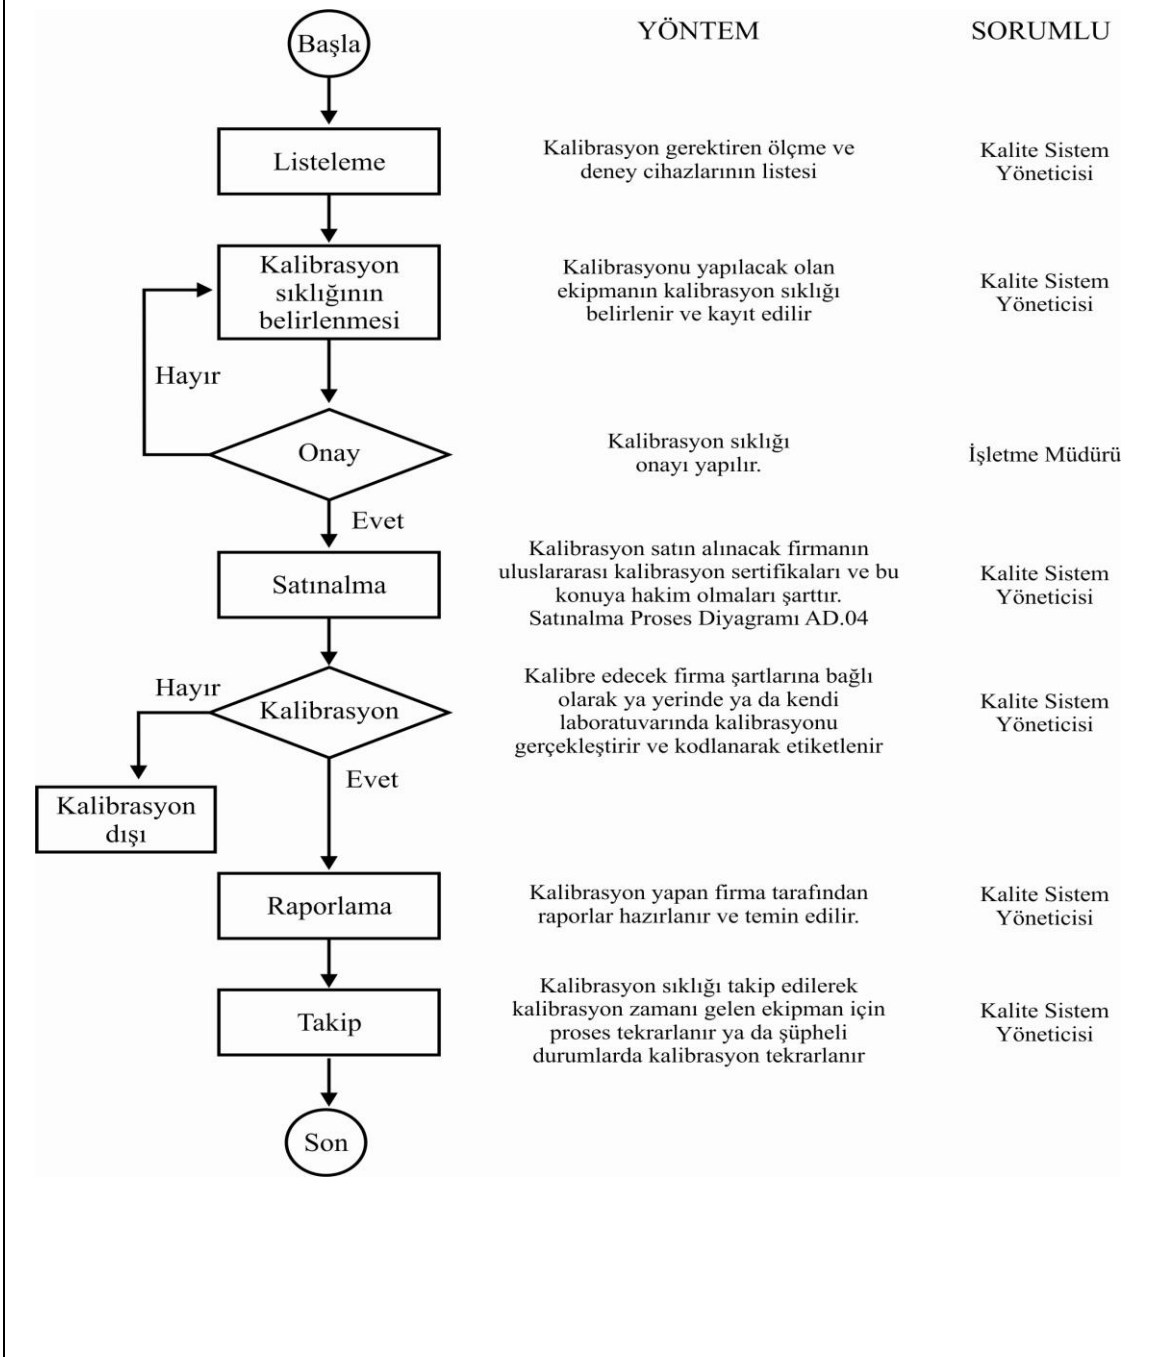 Başla
YÖNTEM
SORUMLU
Listeleme
Kalibrasyon gerektiren ölçme ve
deney cihazlarının listesi
Kalite Sistem
Yöneticisi
Kalibrasyon
sıklığının
belirlenmesi
Kalibrasyonu yapılacak olan
ekipmanın kalibrasyon sıklığı
belirlenir ve kayıt edilir
Kalite Sistem
Yöneticisi
Hayır
Onay
Kalibrasyon sıklığı
onayı yapılır.
İşletme Müdürü
Evet
Satınalma
Kalibrasyon satın alınacak firmanın
uluslararası kalibrasyon sertifikaları ve bu
konuya hakim olmaları şarttır.
Satınalma Proses Diyagramı AD.04
Kalite Sistem
Yöneticisi
Hayır
Kalibrasyon
Kalibre edecek firma şartlarına bağlı
olarak ya yerinde ya da kendi
laboratuvarında kalibrasyonu
gerçekleştirir ve kodlanarak etiketlenir
Kalite Sistem
Yöneticisi
Evet
Kalibrasyon
dışı
Raporlama
Kalibrasyon yapan firma tarafından
raporlar hazırlanır ve temin edilir.
Kalite Sistem
Yöneticisi
Takip
Kalibrasyon sıklığı takip edilerek
kalibrasyon zamanı gelen ekipman için
proses tekrarlanır ya da şüpheli
durumlarda kalibrasyon tekrarlanır
Kalite Sistem
Yöneticisi
Son